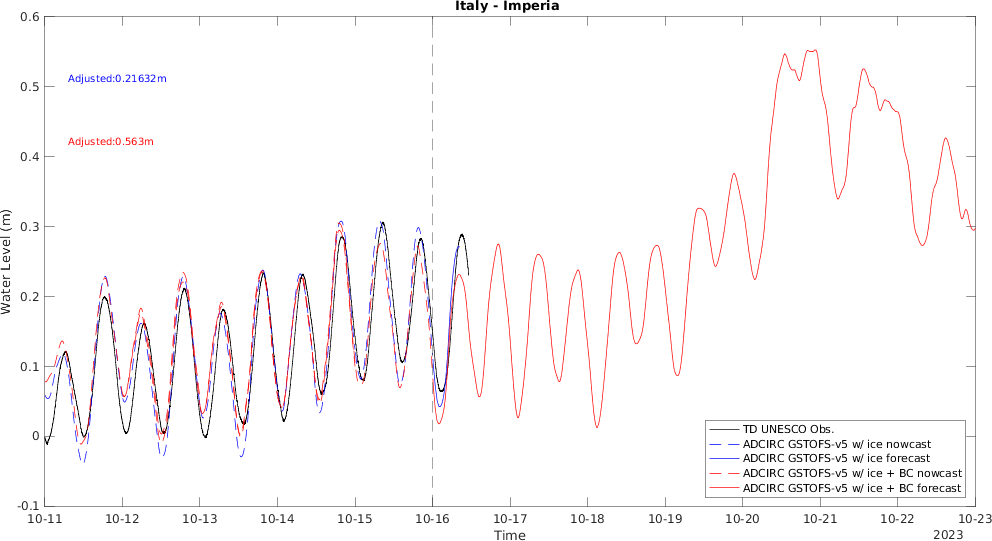 Italy - Imperia
0.6
0.5
0.4
0.3
0.2
0.1
0
-0.1
Water Level (m)
Adjusted:0.21632m
Adjusted:0.563m
TD UNESCO Obs.
ADCIRC GSTOFS-v5 w/ ice nowcast
ADCIRC GSTOFS-v5 w/ ice forecast
ADCIRC GSTOFS-v5 w/ ice + BC nowcast
ADCIRC GSTOFS-v5 w/ ice + BC forecast
10-11 10-12 10-13 10-14 10-15 10-16 10-17 10-18 10-19 10-20 10-21 10-22 10-23
Time
2023